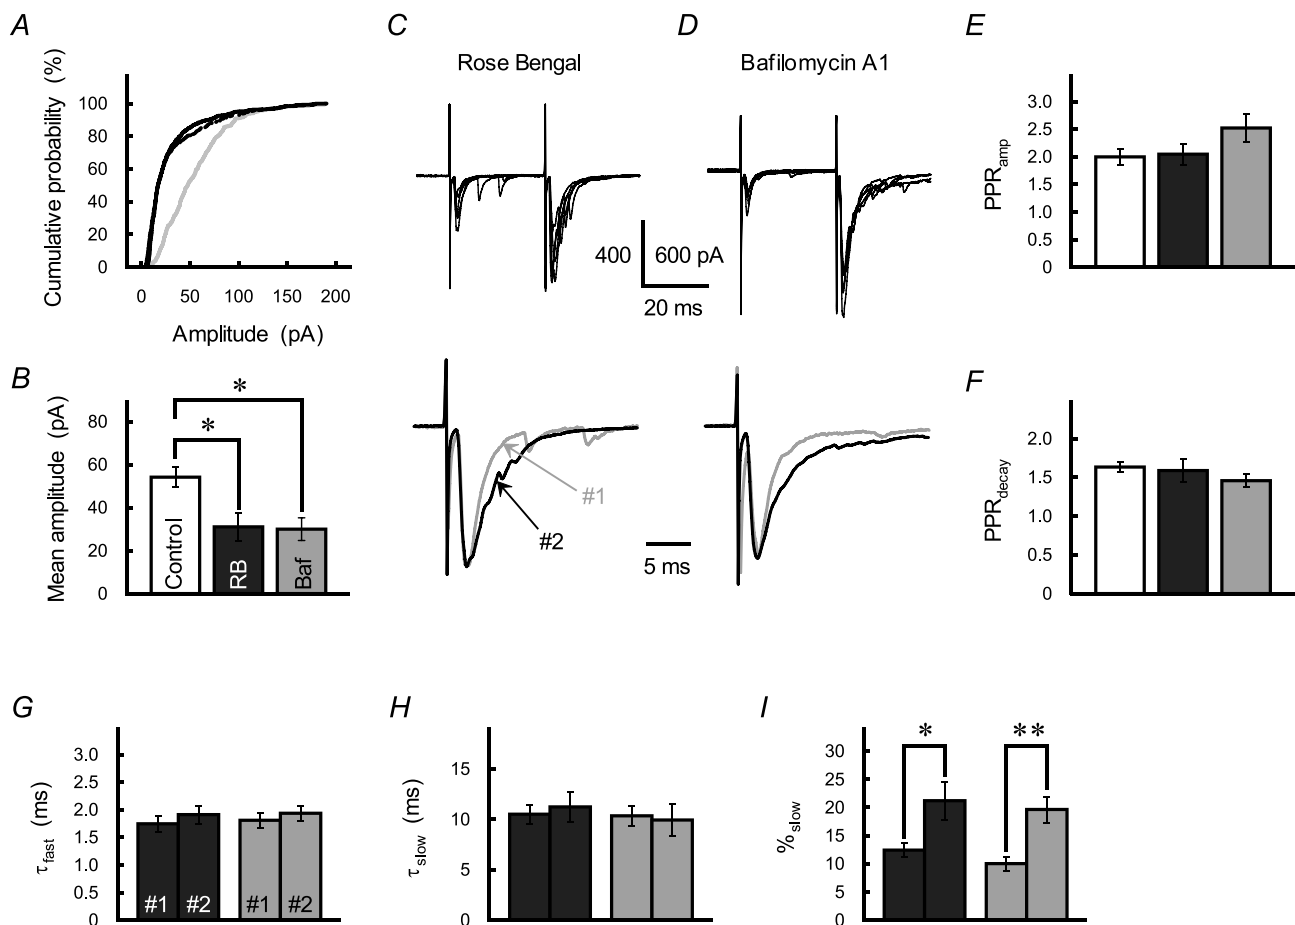 A
Cumulative probability (%)
100
80
60
40
20
0
0 50 100 150 200
Amplitude (pA)
B
Mean amplitude (pA)
80
60
40
20
0
*
*
Control
RB
Baf
C
Rose Bengal
D
Bafilomycin A1
400 600 pA
20 ms
#1
#2
5 ms
E
PPRamp
3.0
2.5
2.0
1.5
1.0
0.5
0
F
PPRdecay
2.0
1.5
1.0
0.5
0
G
τfast (ms)
3.0
2.5
2.0
1.5
1.0
0.5
0
#1 #2 #1 #2
H
τslow (ms)
15
10
5
0
I
%slow
30
25
20
15
10
5
0
* **